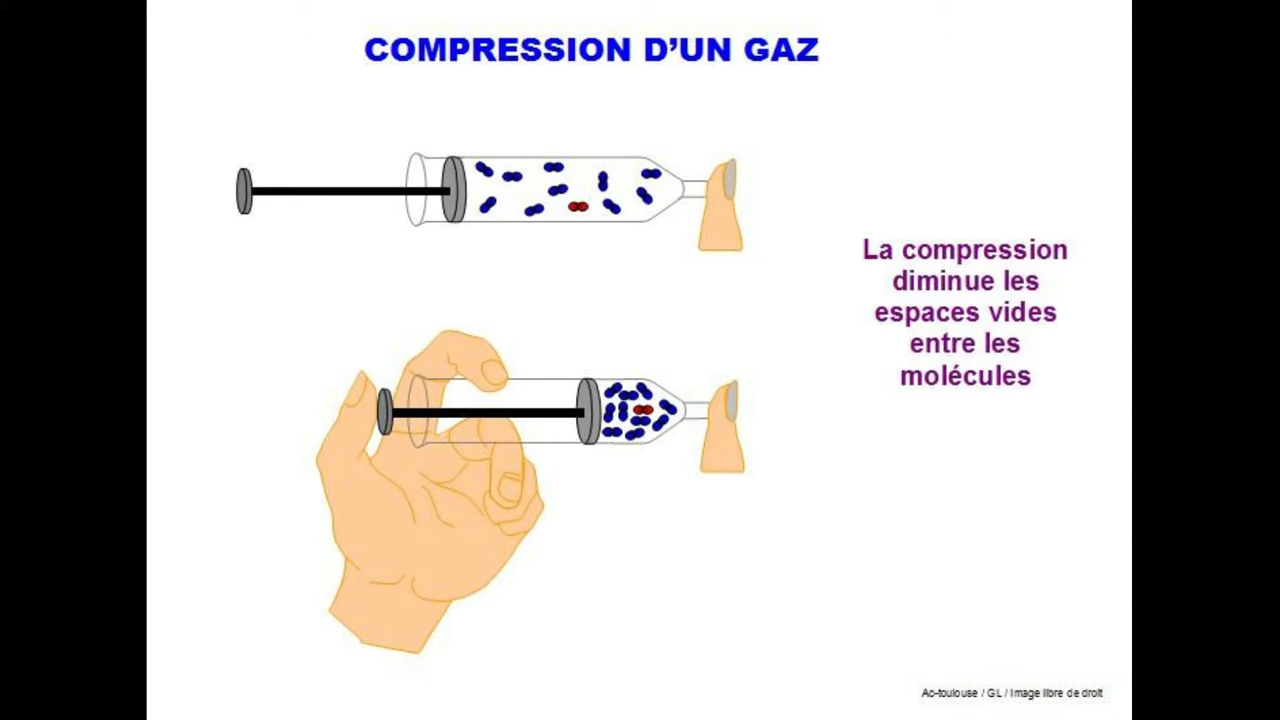 COMPRESSION D’UN GAZ
La compression
diminue les
espaces vides
entre les
molécules
Ac-toulouse / GL / Image libre de droit